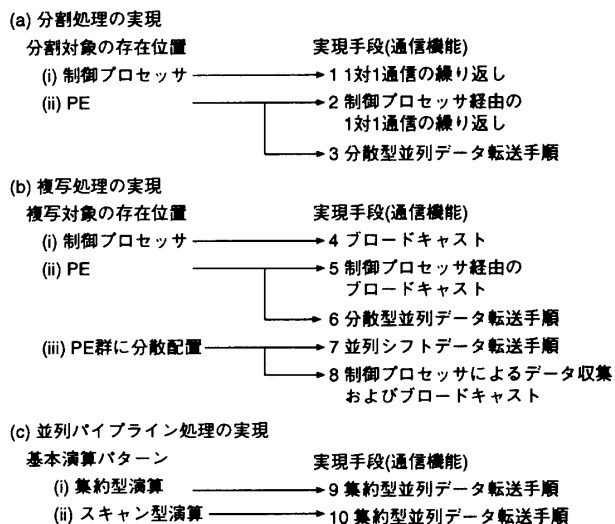 (a) 分割処理の実現
分割対象の存在位置 実現手段(通信機能)
(i) 制御プロセッサ 1 1対1通信の繰り返し
(ii) PE 2 制御プロセッサ経由の
1対1通信の繰り返し
3 分散型並列データ転送手順
(b) 複写処理の実現
複写対象の存在位置 実現手段(通信機能)
(i) 制御プロセッサ 4 ブロードキャスト
(ii) PE 5 制御プロセッサ経由の
ブロードキャスト
6 分散型並列データ転送手順
(iii) PE群に分散配置 7 並列シフトデータ転送手順
8 制御プロセッサによるデータ収集
およびブロードキャスト
(c) 並列パイプライン処理の実現
基本演算パターン 実現手段(通信機能)
(i) 集約型演算 9 集約型並列データ転送手順
(ii) スキャン型演算 10 集約型並列データ転送手順